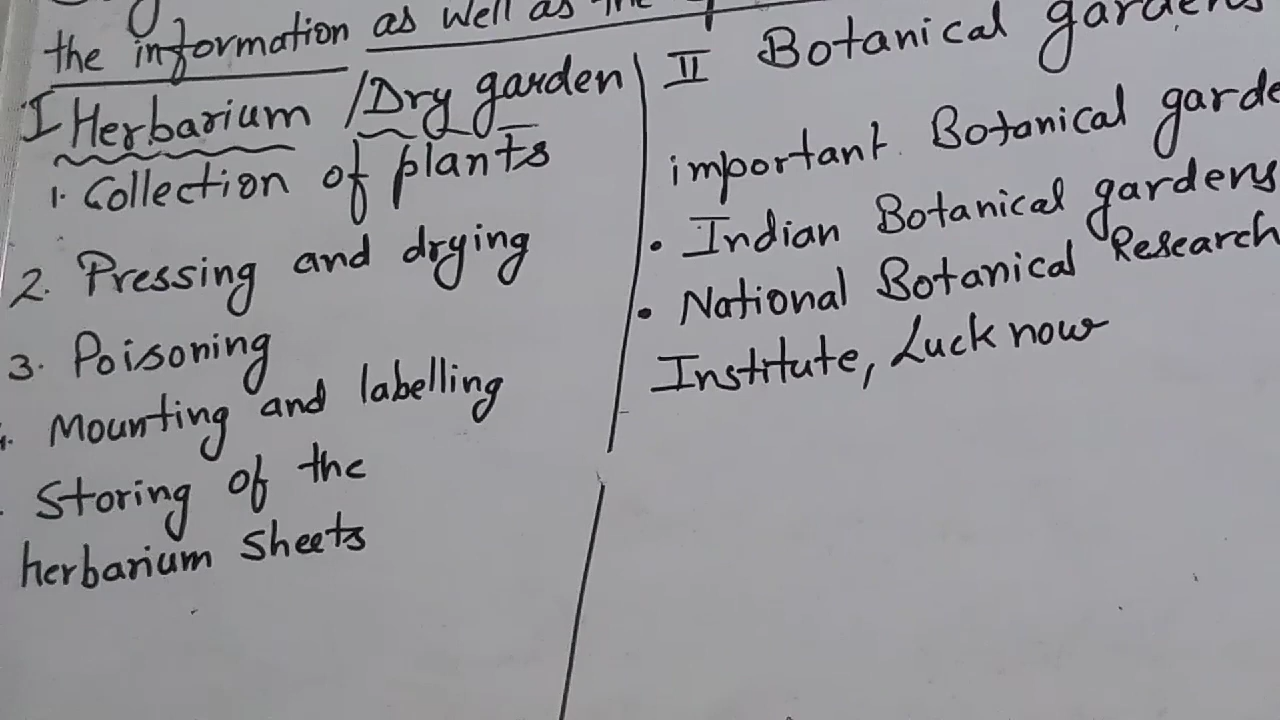 the information as well as the
I Herbarium / Dry garden
1. Collection of plants
2. Pressing and drying
3. Poisoning
Mounting and labelling
Storing of the
herbarium sheets
II Botanical gardens
important Botanical garde
• Indian Botanical gardens
• National Botanical Research
Institute, Lucknow